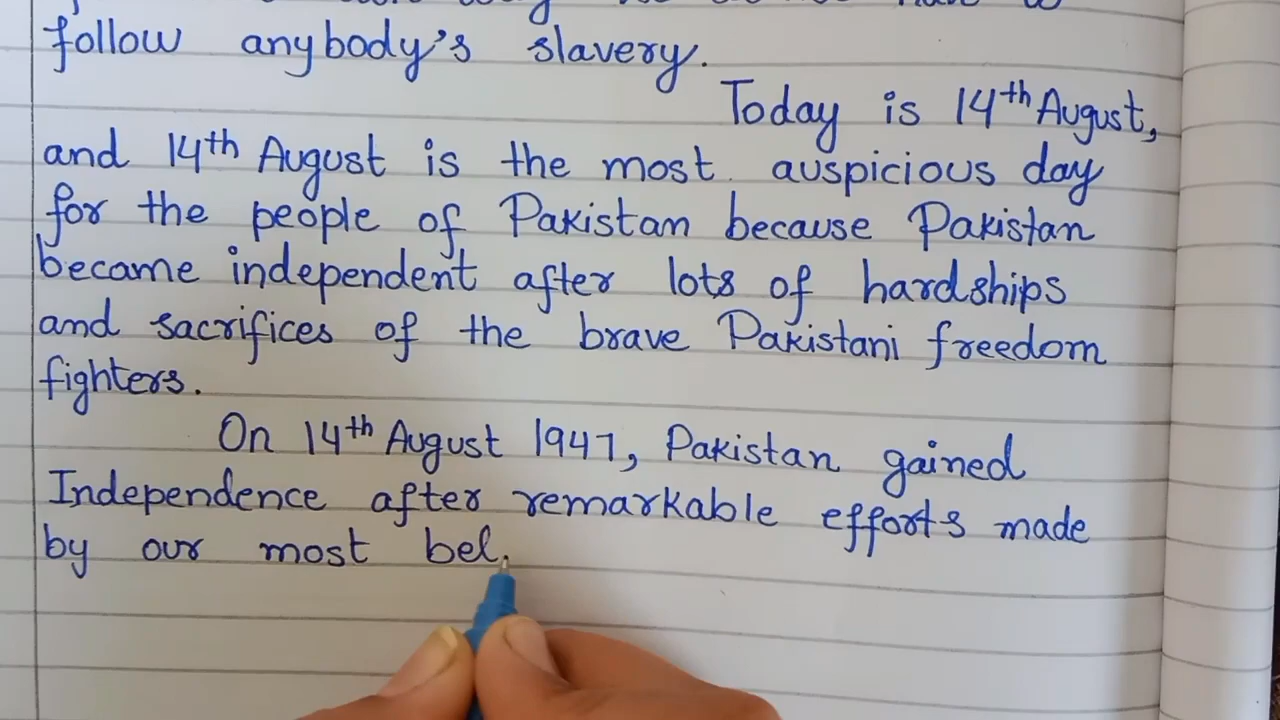 follow anybody's slavery.
Today is 14th August,
and 14th August is the most auspicious day
for the people of Pakistan because Pakistan
became independent after lots of hardships
and sacrifices of the brave Pakistani freedom
fighters.
On 14th August 1947, Pakistan gained
Independence after remarkable efforts made
by our most bel